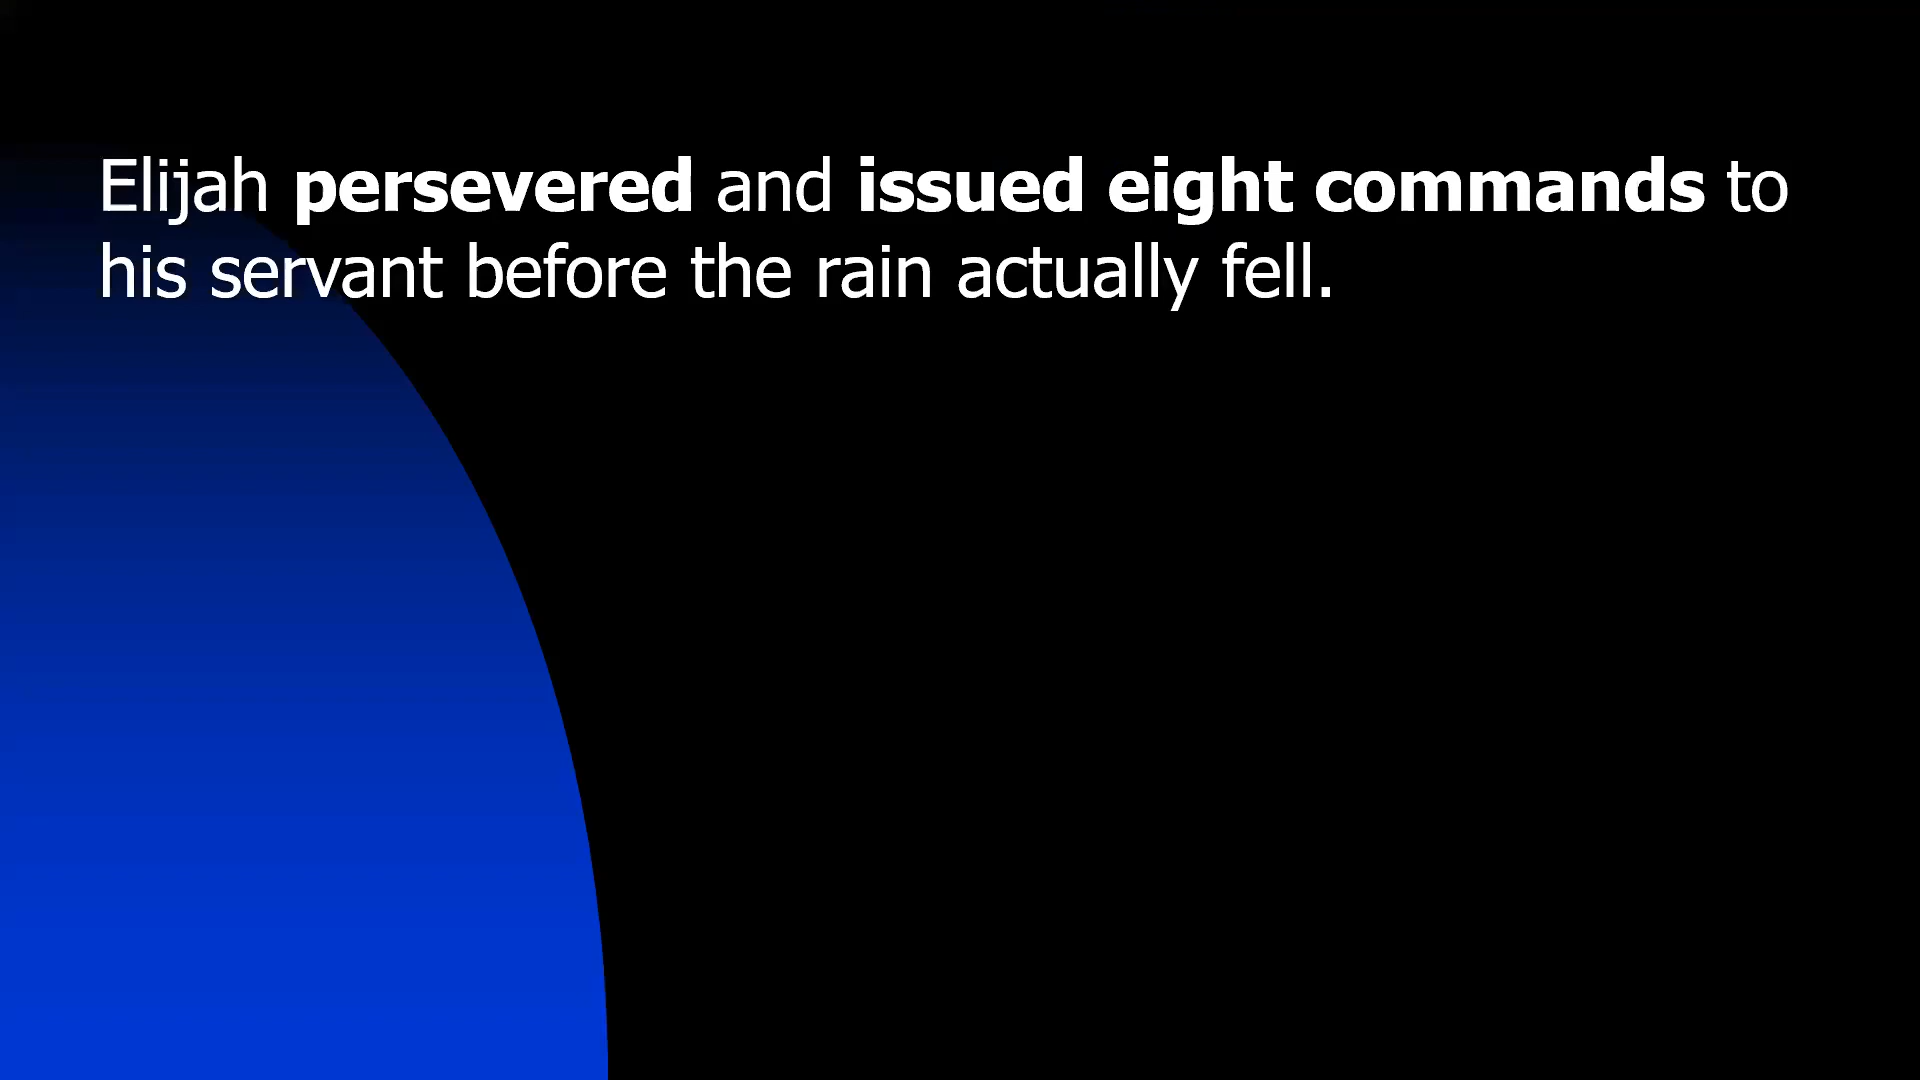 Elijah persevered and issued eight commands to
his servant before the rain actually fell.